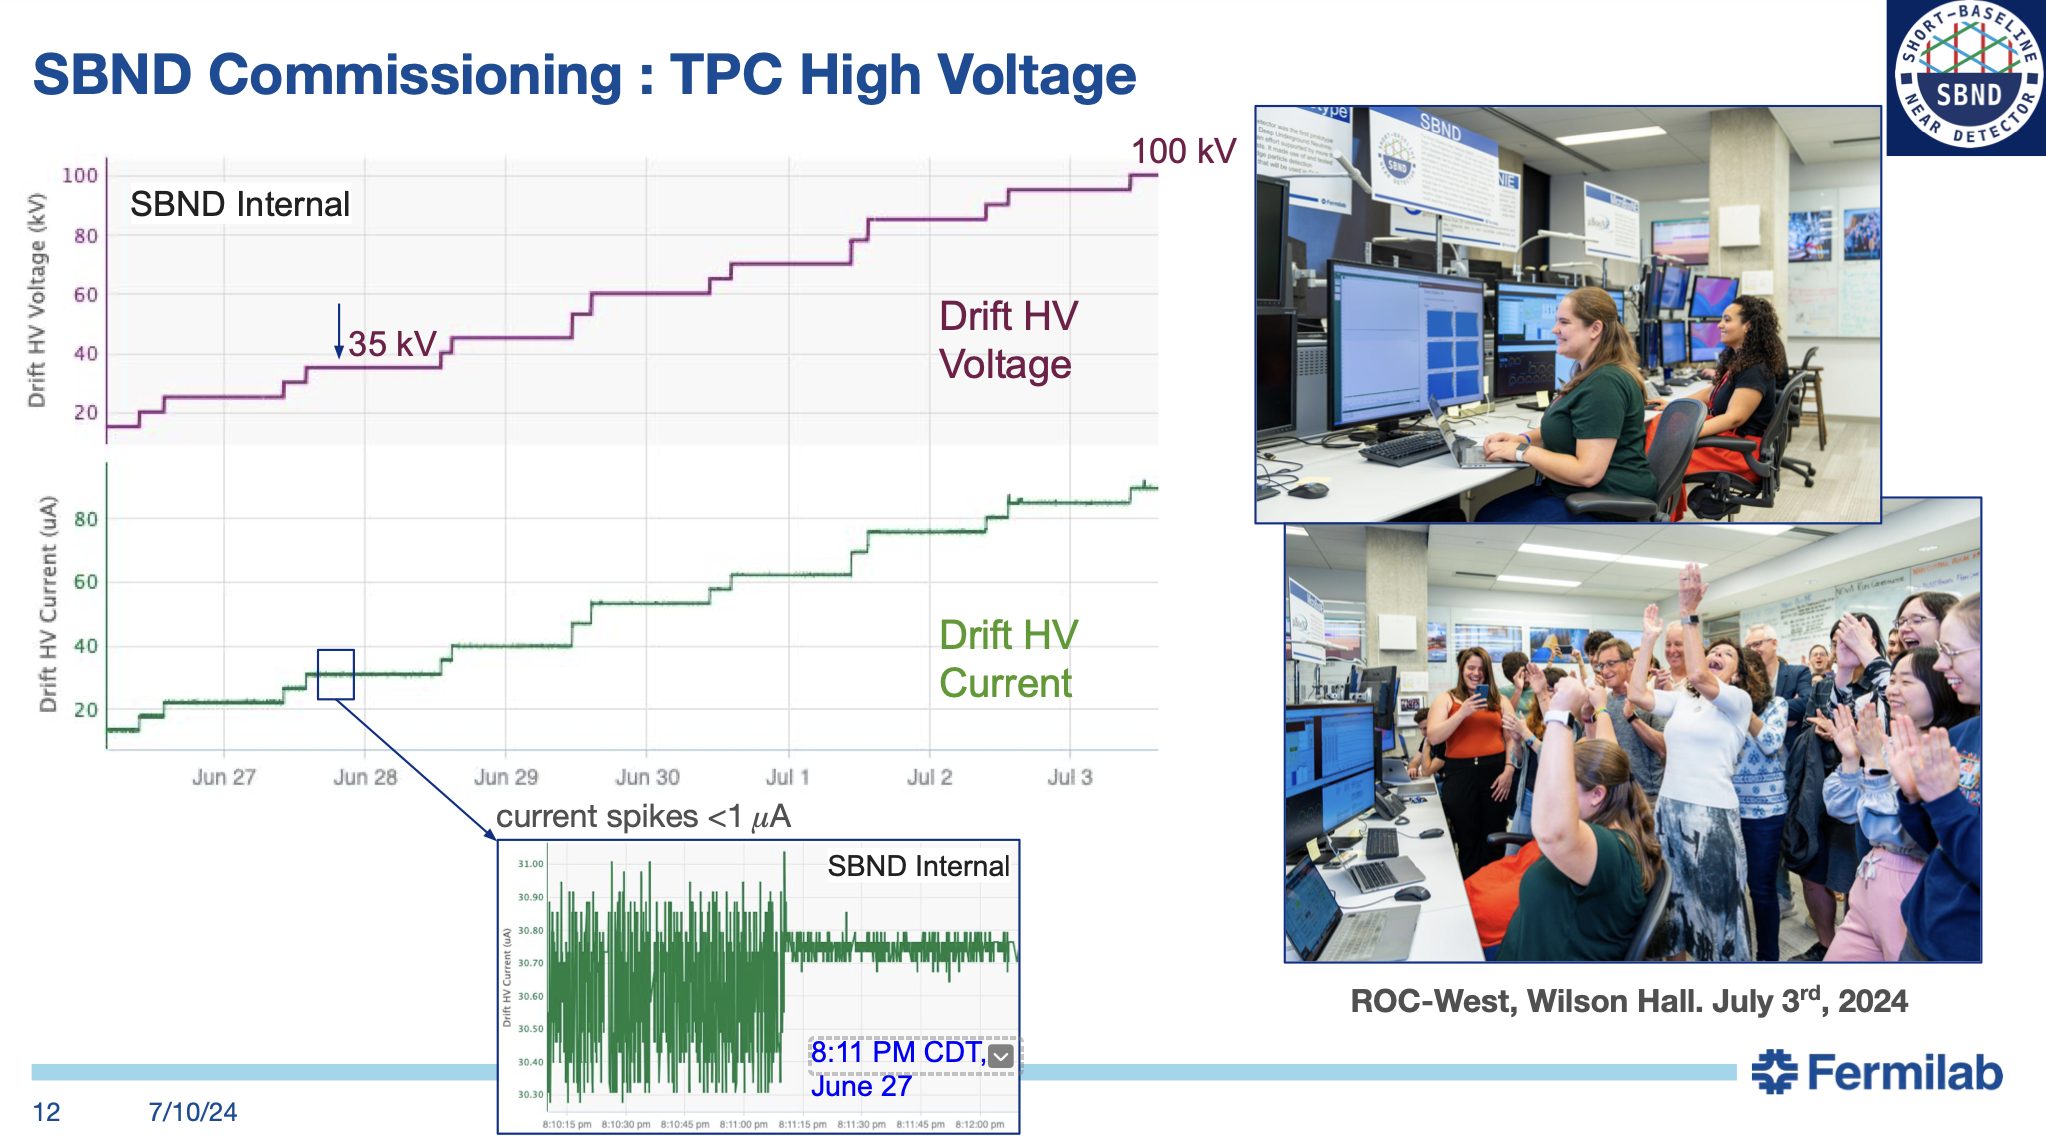 SBND Commissioning : TPC High Voltage
SHORT-BASELINE
SBND
NEAR DETECTOR
100 kV
SBND Internal
Drift HV Voltage (kV)
100
80
60
40
20
35 kV
Drift HV
Voltage
Drift HV Current (uA)
80
60
40
20
Drift HV
Current
Jun 27
Jun 28
Jun 29
Jun 30
Jul 1
Jul 2
Jul 3
current spikes <1 𝜇A
SBND Internal
Drift HV Current (uA)
31.00
30.90
30.80
30.70
30.60
30.50
30.40
30.30
8:11 PM CDT,
June 27
8:10:15 pm
8:10:30 pm
8:10:45 pm
8:11:00 pm
8:11:15 pm
8:11:30 pm
8:11:45 pm
8:12:00 pm
SBND
SBND
Fermilab
Fermilab
ROC-West, Wilson Hall. July 3rd, 2024
Fermilab
12
7/10/24